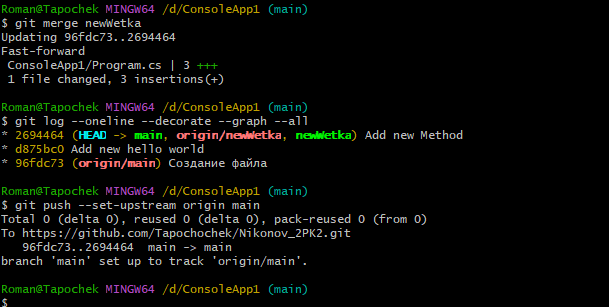 Roman@Tapochek MINGW64 /d/ConsoleApp1 (main)
$ git merge newWetka
Updating 96fdc73..2694464
Fast-forward
 ConsoleApp1/Program.cs | 3 +++
 1 file changed, 3 insertions(+)
Roman@Tapochek MINGW64 /d/ConsoleApp1 (main)
$ git log --oneline --decorate --graph --all
* 2694464 (HEAD -> main, origin/newWetka, newWetka) Add new Method
* d875bc0 Add new hello world
* 96fdc73 (origin/main) Создание файла
Roman@Tapochek MINGW64 /d/ConsoleApp1 (main)
$ git push --set-upstream origin main
Total 0 (delta 0), reused 0 (delta 0), pack-reused 0 (from 0)
To https://github.com/Tapochochek/Nikonov_2PK2.git
   96fdc73..2694464  main -> main
branch 'main' set up to track 'origin/main'.
Roman@Tapochek MINGW64 /d/ConsoleApp1 (main)
$